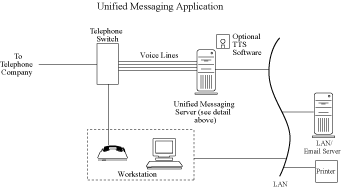 Unified Messaging Application
Telephone
Switch
Optional
TTS
Software
Voice Lines
To
Telephone
Company
Unified Messaging
Server (see detail
above)
LAN/
Email Server
Workstation
Printer
LAN